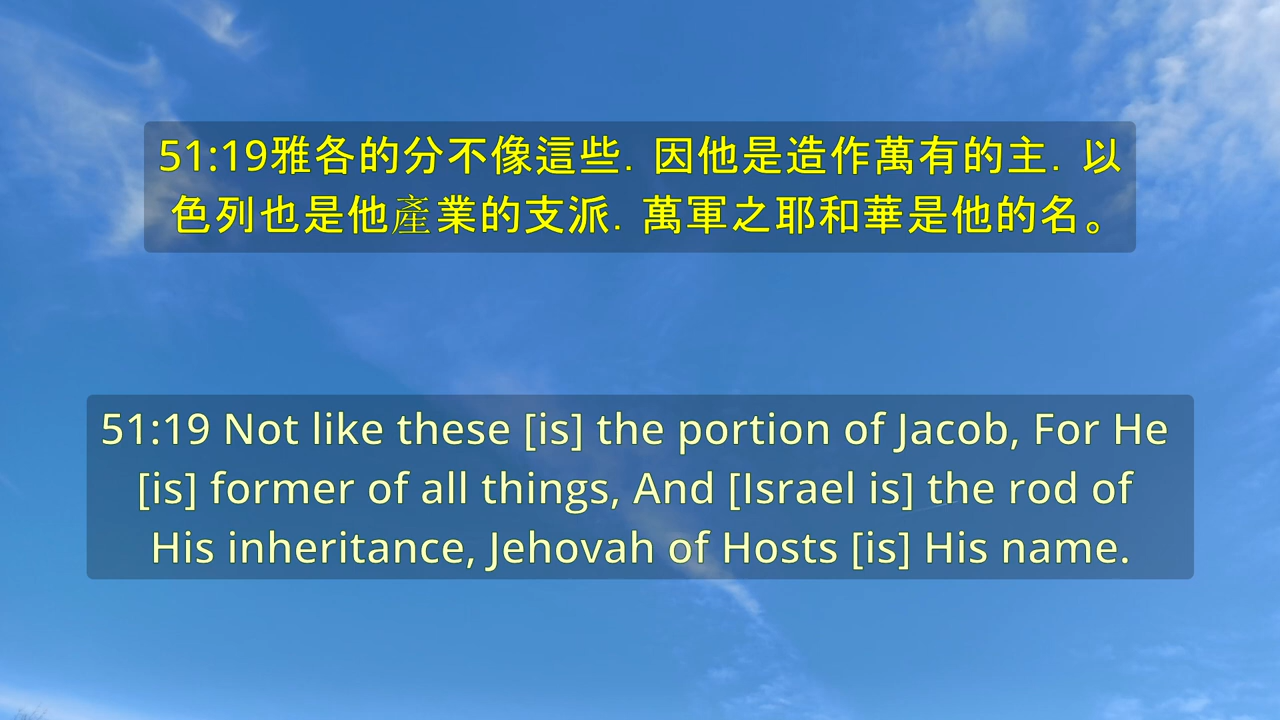 51:19雅各的分不像這些．因他是造作萬有的主．以
色列也是他產業的支派．萬軍之耶和華是他的名。
51:19 Not like these [is] the portion of Jacob, For He
[is] former of all things, And [Israel is] the rod of
His inheritance, Jehovah of Hosts [is] His name.